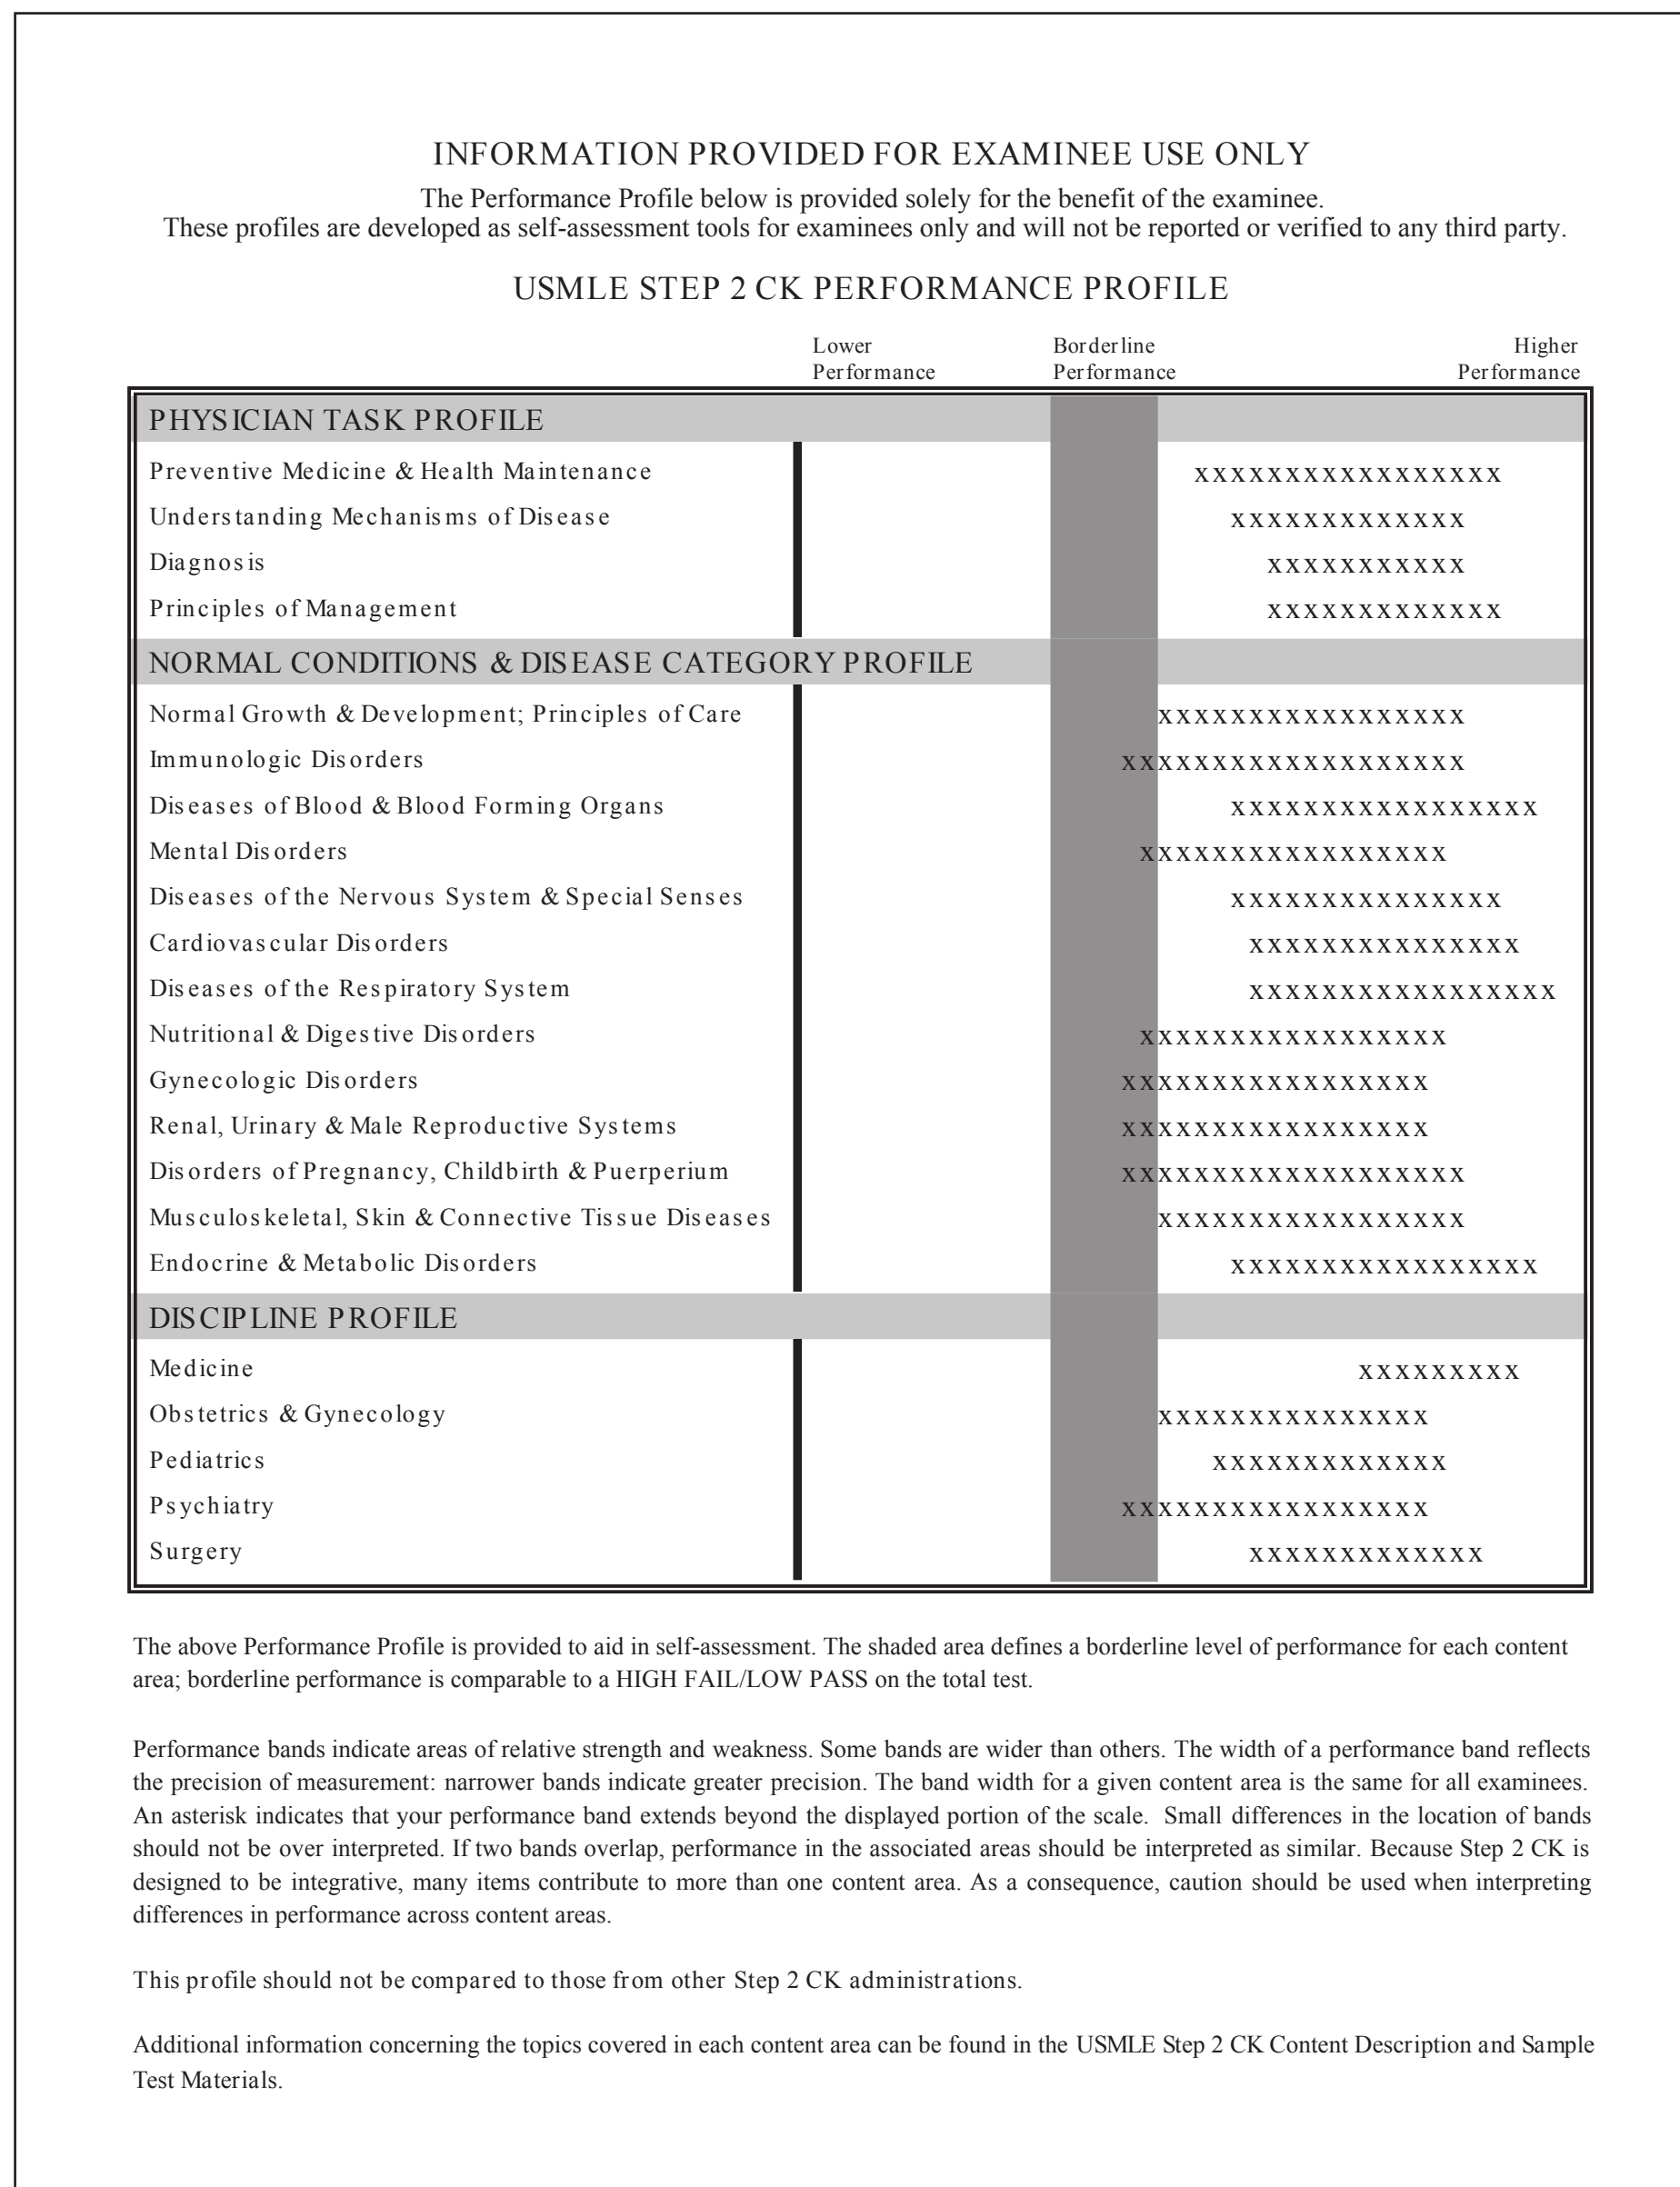 INFORMATION PROVIDED FOR EXAMINEE USE ONLY
The Performance Profile below is provided solely for the benefit of the examinee.
These profiles are developed as self-assessment tools for examinees only and will not be reported or verified to any third party.
USMLE STEP 2 CK PERFORMANCE PROFILE
Lower Performance
Borderline Performance
Higher Performance
PHYSICIAN TASK PROFILE
Preventive Medicine & Health Maintenance xxxxxxxxxxxxxxxxx
Understanding Mechanisms of Disease xxxxxxxxxxxxx
Diagnosis xxxxxxxxxxx
Principles of Management xxxxxxxxxxxxx
NORMAL CONDITIONS & DISEASE CATEGORY PROFILE
Normal Growth & Development; Principles of Care xxxxxxxxxxxxxxxxx
Immunologic Disorders xxxxxxxxxxxxxxxxxxx
Diseases of Blood & Blood Forming Organs xxxxxxxxxxxxxxxxx
Mental Disorders xxxxxxxxxxxxxxxxx
Diseases of the Nervous System & Special Senses xxxxxxxxxxxxxxx
Cardiovascular Disorders xxxxxxxxxxxxxxx
Diseases of the Respiratory System xxxxxxxxxxxxxxxxx
Nutritional & Digestive Disorders xxxxxxxxxxxxxxxxx
Gynecologic Disorders xxxxxxxxxxxxxxxxx
Renal, Urinary & Male Reproductive Systems xxxxxxxxxxxxxxxxx
Disorders of Pregnancy, Childbirth & Puerperium xxxxxxxxxxxxxxxxxxx
Musculoskeletal, Skin & Connective Tissue Diseases xxxxxxxxxxxxxxxxx
Endocrine & Metabolic Disorders xxxxxxxxxxxxxxxxx
DISCIPLINE PROFILE
Medicine xxxxxxxxx
Obstetrics & Gynecology xxxxxxxxxxxxxxx
Pediatrics xxxxxxxxxxxxx
Psychiatry xxxxxxxxxxxxxxxxx
Surgery xxxxxxxxxxxxx
The above Performance Profile is provided to aid in self-assessment. The shaded area defines a borderline level of performance for each content
area; borderline performance is comparable to a HIGH FAIL/LOW PASS on the total test.
Performance bands indicate areas of relative strength and weakness. Some bands are wider than others. The width of a performance band reflects
the precision of measurement: narrower bands indicate greater precision. The band width for a given content area is the same for all examinees.
An asterisk indicates that your performance band extends beyond the displayed portion of the scale. Small differences in the location of bands
should not be over interpreted. If two bands overlap, performance in the associated areas should be interpreted as similar. Because Step 2 CK is
designed to be integrative, many items contribute to more than one content area. As a consequence, caution should be used when interpreting
differences in performance across content areas.
This profile should not be compared to those from other Step 2 CK administrations.
Additional information concerning the topics covered in each content area can be found in the USMLE Step 2 CK Content Description and Sample
Test Materials.